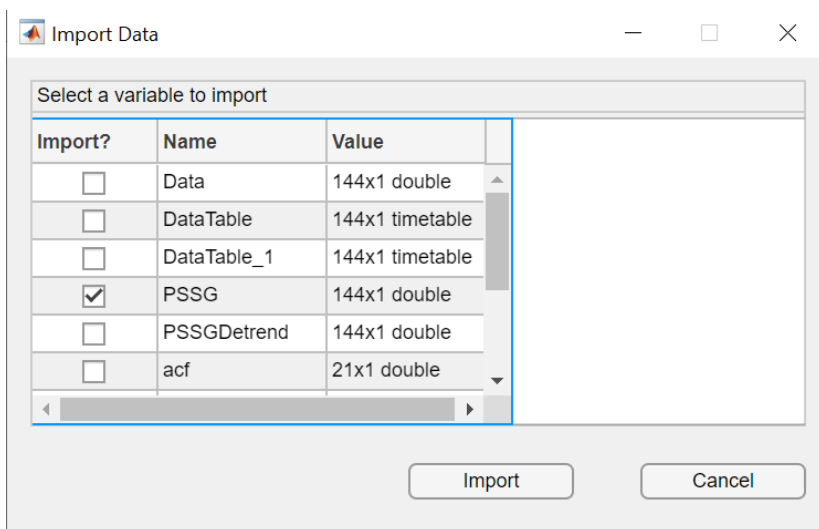 Import Data
Select a variable to import
Import? Name Value
Data 144x1 double
DataTable 144x1 timetable
DataTable_1 144x1 timetable
PSSG 144x1 double
PSSGDetrend 144x1 double
acf 21x1 double
Import Cancel